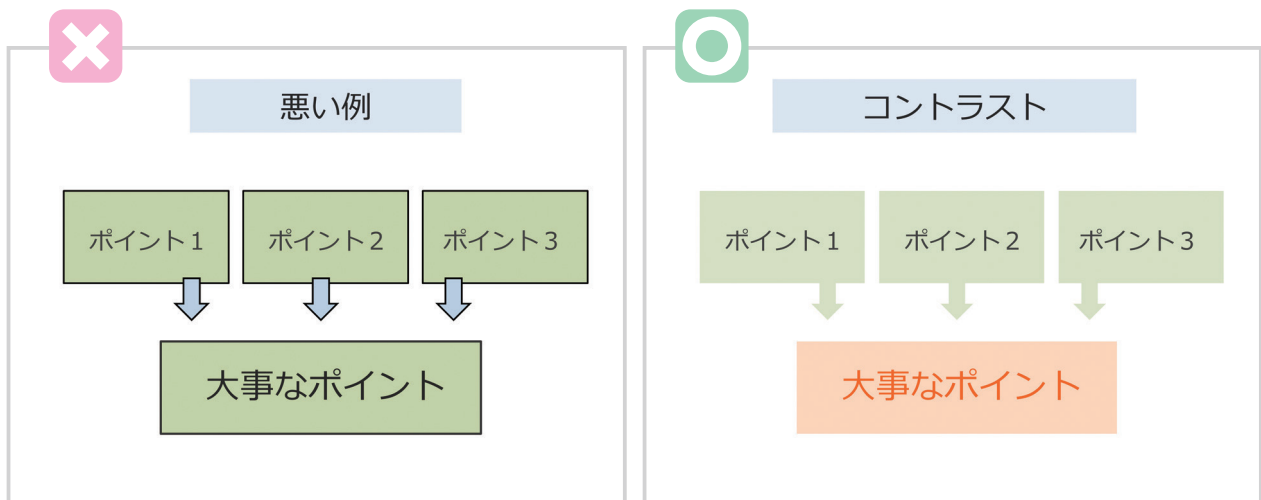 悪い例
ポイント１
ポイント２
ポイント３
大事なポイント
コントラスト
ポイント１
ポイント２
ポイント３
大事なポイント